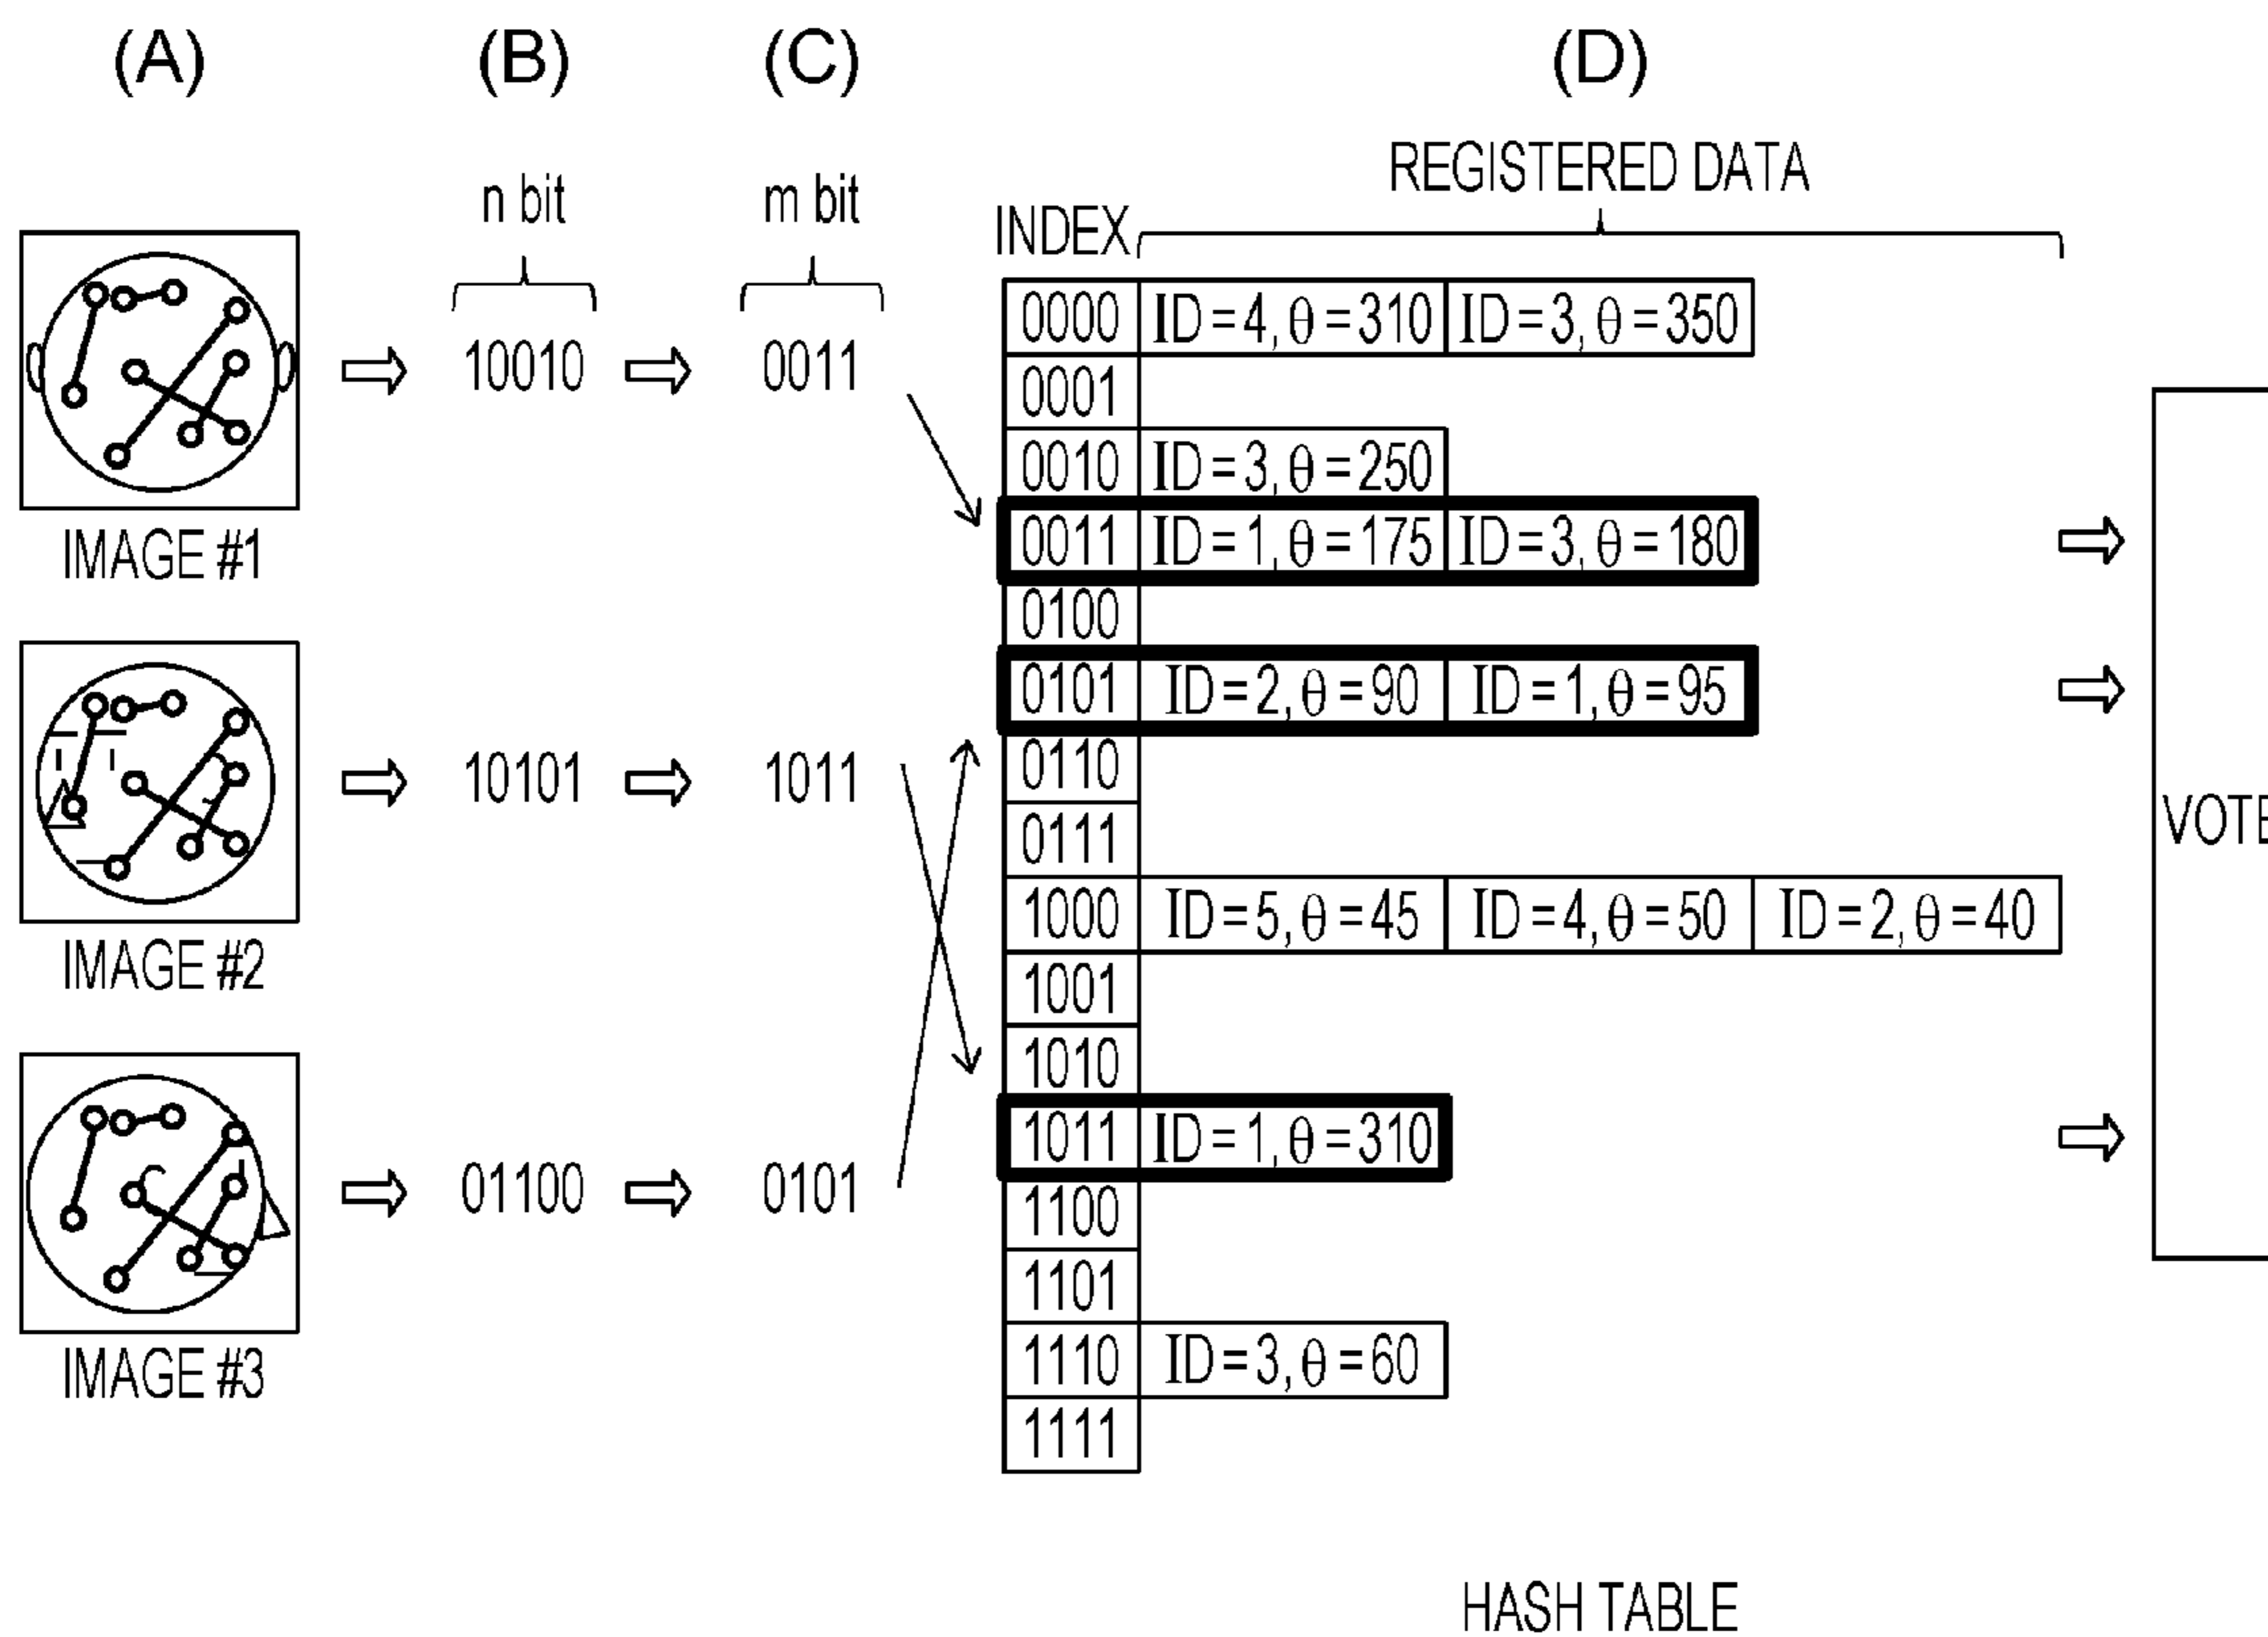 (A) (B) (C) (D)
REGISTERED DATA
n bit m bit
INDEX
0000 ID=4, θ=310 ID=3, θ=350
10010 0011
0001
0010 ID=3, θ=250
0011 ID=1, θ=175 ID=3, θ=180
IMAGE #1
0100
0101 ID=2, θ=90 ID=1, θ=95
0110
10101 1011
0111
VOTE
1000 ID=5, θ=45 ID=4, θ=50 ID=2, θ=40
IMAGE #2
1001
1010
1011 ID=1, θ=310
01100 0101
1100
1101
1110 ID=3, θ=60
IMAGE #3
1111
HASH TABLE